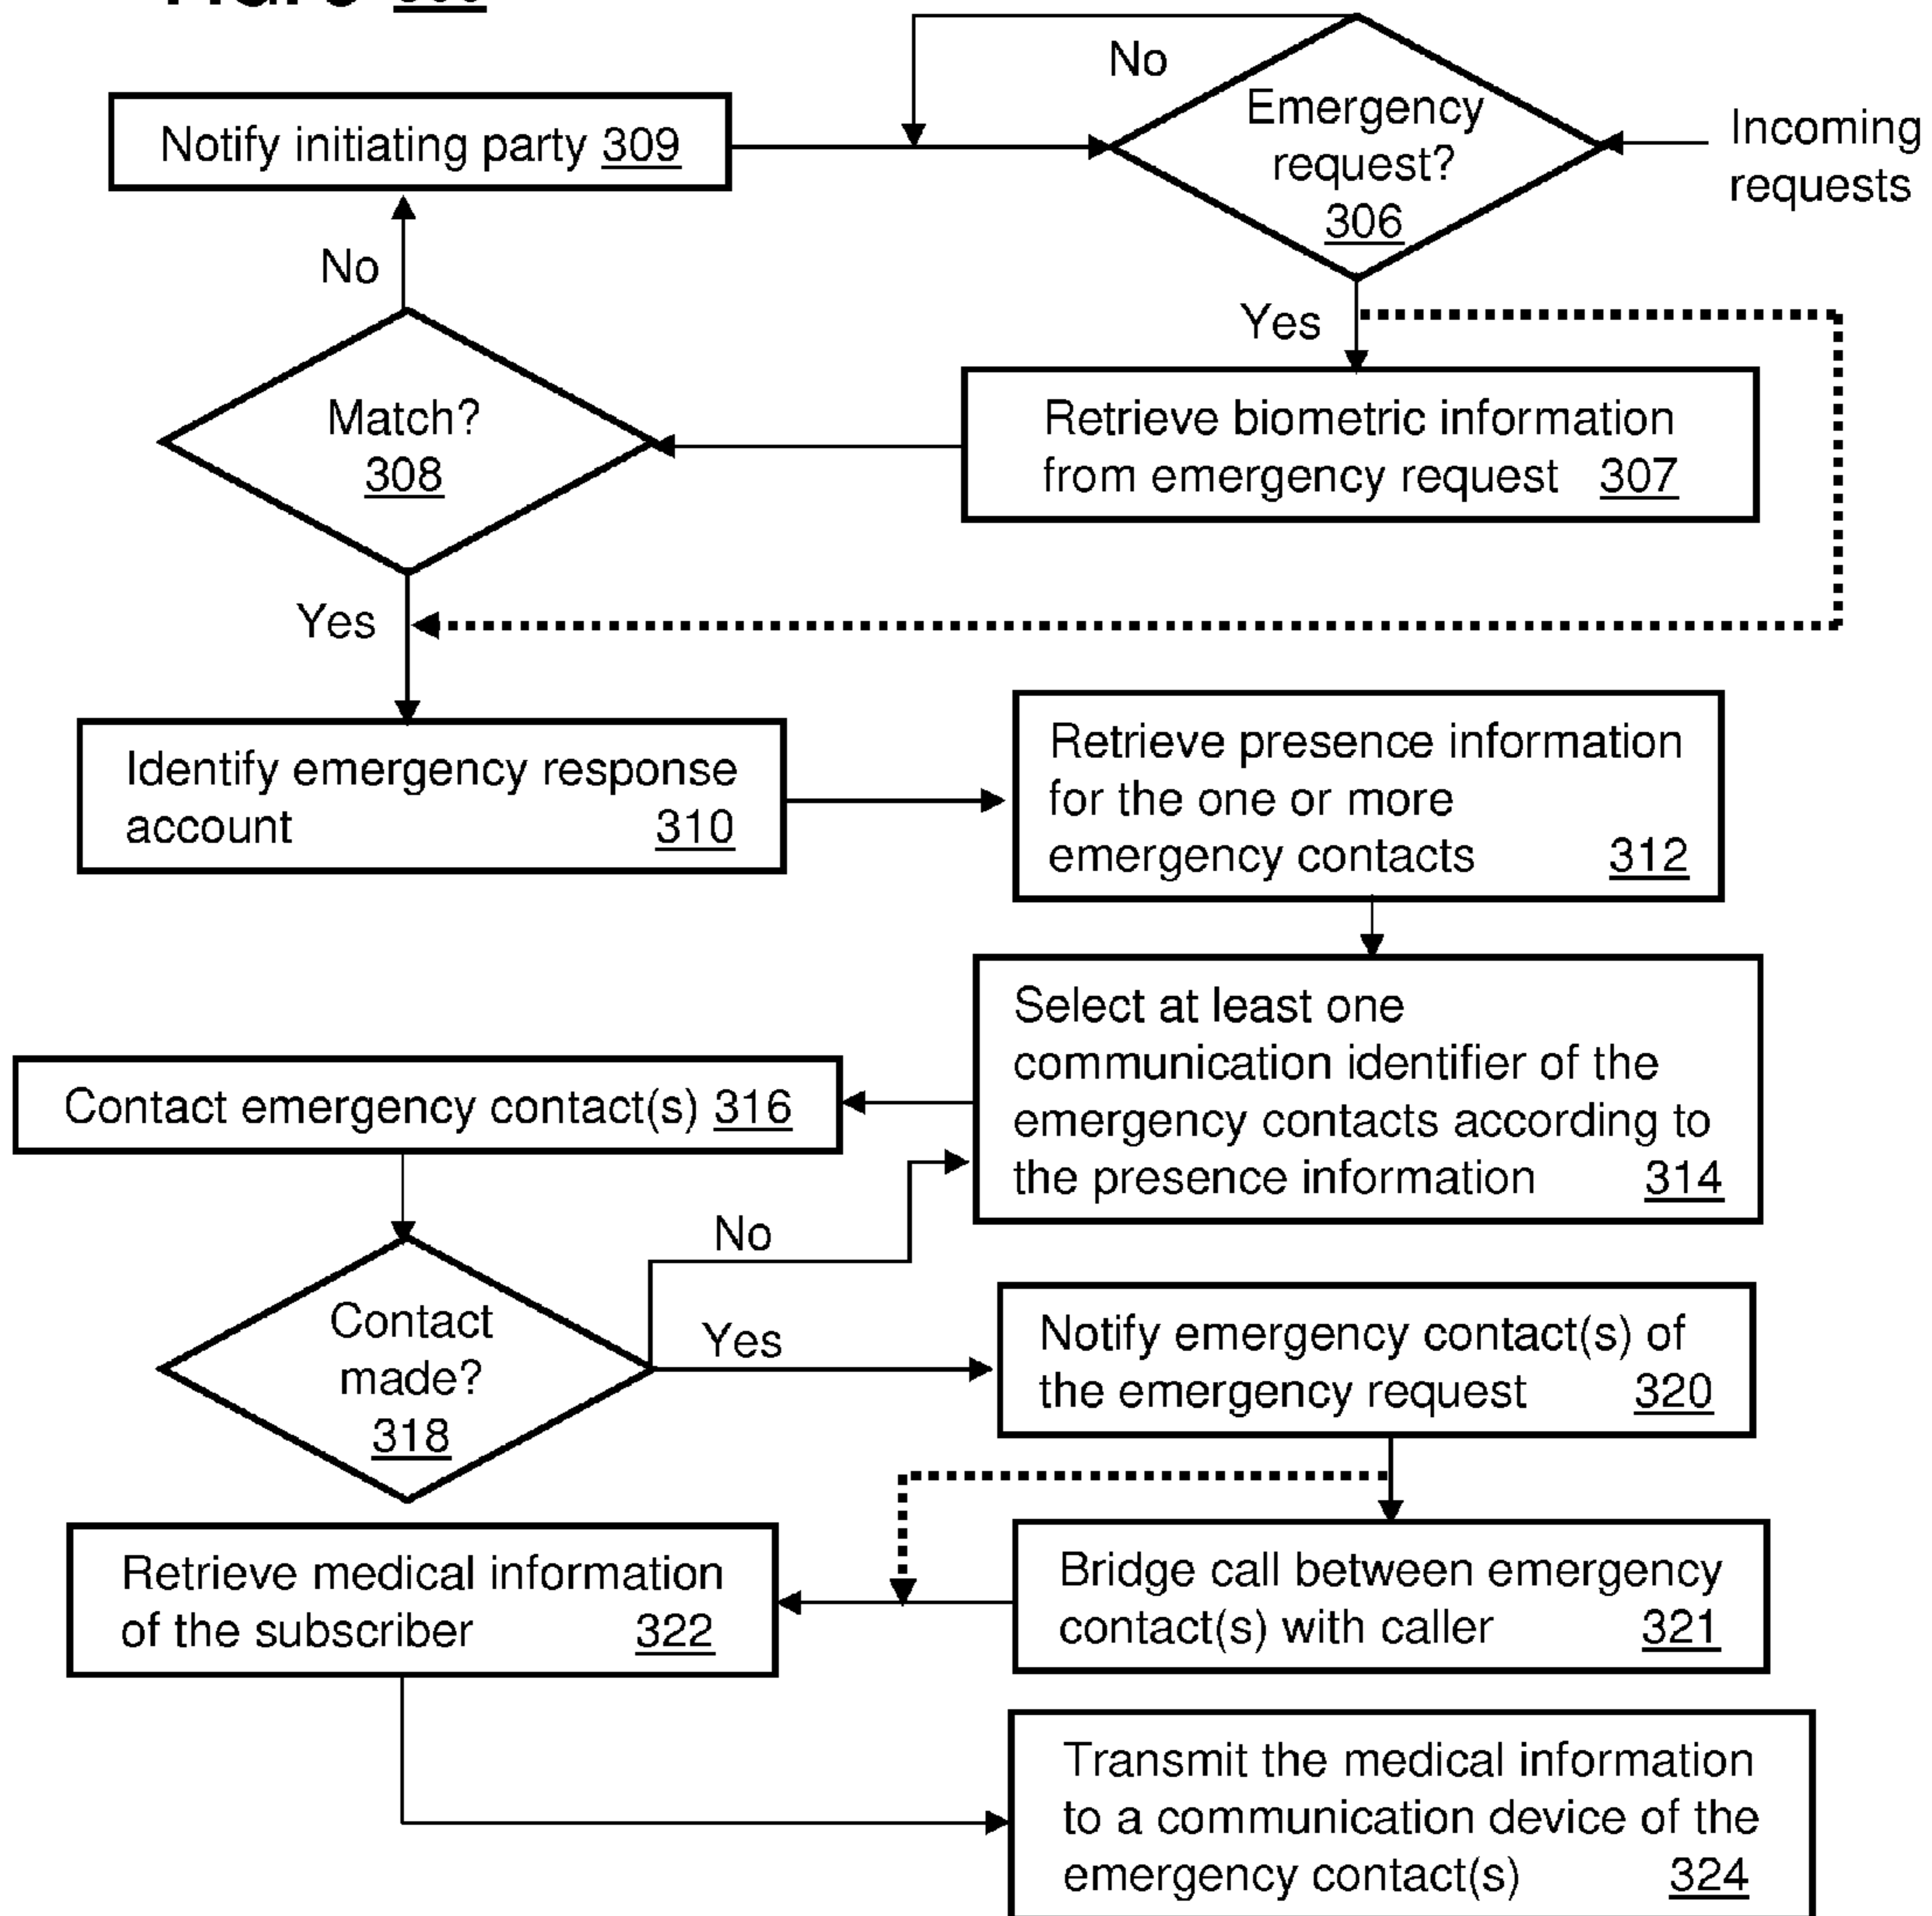 No
Notify initiating party 309
Emergency
request?
306
Incoming
requests
No
Yes
Match?
308
Retrieve biometric information
from emergency request 307
Yes
Identify emergency response
account 310
Retrieve presence information
for the one or more
emergency contacts 312
Select at least one
communication identifier of the
emergency contacts according to
the presence information 314
Contact emergency contact(s) 316
No
Contact
made?
318
Yes
Notify emergency contact(s) of
the emergency request 320
Retrieve medical information
of the subscriber 322
Bridge call between emergency
contact(s) with caller 321
Transmit the medical information
to a communication device of the
emergency contact(s) 324